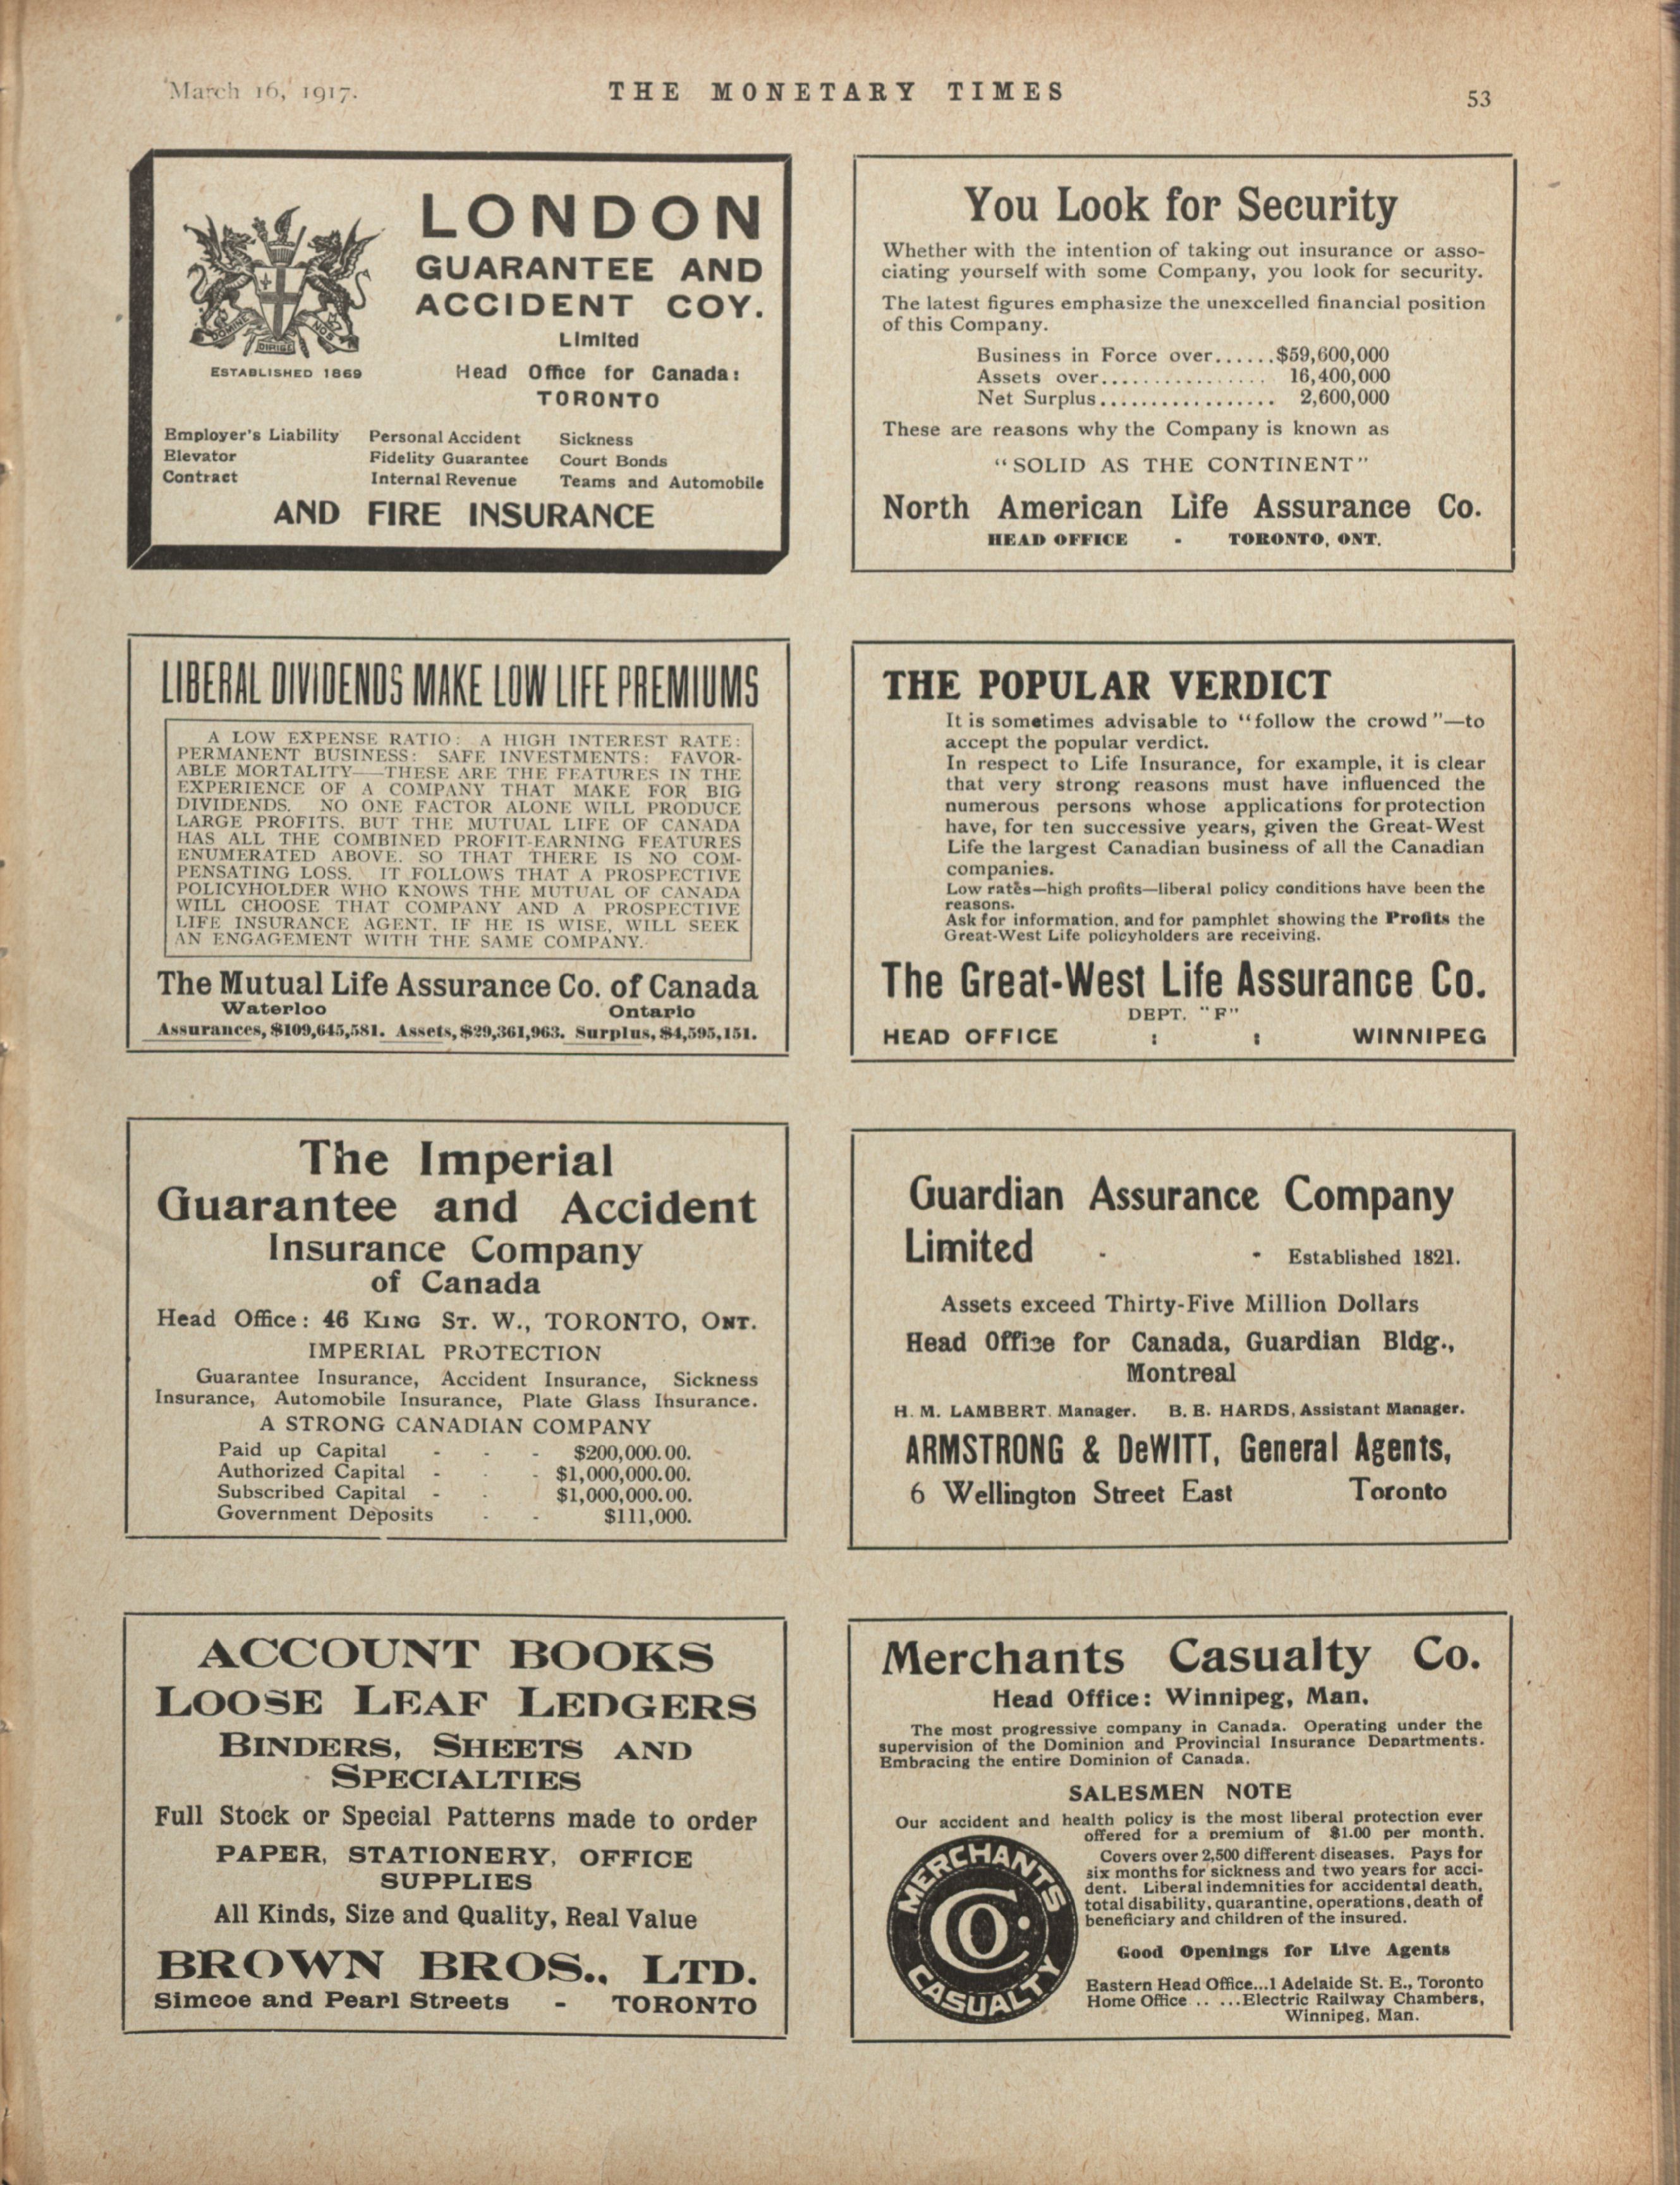 March 16, 1917.
THE MONETARY TIMES
53
LONDON
GUARANTEE AND
ACCIDENT COY.
Limited
DOMINE DIRIGE NOS
ESTABLISHED 1869
Head Office for Canada:
TORONTO
Employer's Liability Personal Accident Sickness
Elevator Fidelity Guarantee Court Bonds
Contract Internal Revenue Teams and Automobile
AND FIRE INSURANCE
You Look for Security
Whether with the intention of taking out insurance or asso-
ciating yourself with some Company, you look for security.
The latest figures emphasize the unexcelled financial position
of this Company.
Business in Force over......$59,600,000
Assets over................ 16,400,000
Net Surplus................. 2,600,000
These are reasons why the Company is known as
"SOLID AS THE CONTINENT"
North American Life Assurance Co.
HEAD OFFICE - TORONTO, ONT.
LIBERAL DIVIDENDS MAKE LOW LIFE PREMIUMS
A LOW EXPENSE RATIO: A HIGH INTEREST RATE:
PERMANENT BUSINESS: SAFE INVESTMENTS: FAVOR-
ABLE MORTALITY——THESE ARE THE FEATURES IN THE
EXPERIENCE OF A COMPANY THAT MAKE FOR BIG
DIVIDENDS. NO ONE FACTOR ALONE WILL PRODUCE
LARGE PROFITS. BUT THE MUTUAL LIFE OF CANADA
HAS ALL THE COMBINED PROFIT-EARNING FEATURES
ENUMERATED ABOVE. SO THAT THERE IS NO COM-
PENSATING LOSS. IT FOLLOWS THAT A PROSPECTIVE
POLICYHOLDER WHO KNOWS THE MUTUAL OF CANADA
WILL CHOOSE THAT COMPANY AND A PROSPECTIVE
LIFE INSURANCE AGENT, IF HE IS WISE, WILL SEEK
AN ENGAGEMENT WITH THE SAME COMPANY.
The Mutual Life Assurance Co. of Canada
Waterloo Ontario
Assurances, $109,645,581. Assets, $29,361,963. Surplus, $4,595,151.
THE POPULAR VERDICT
It is sometimes advisable to "follow the crowd"—to
accept the popular verdict.
In respect to Life Insurance, for example, it is clear
that very strong reasons must have influenced the
numerous persons whose applications for protection
have, for ten successive years, given the Great-West
Life the largest Canadian business of all the Canadian
companies.
Low rates—high profits—liberal policy conditions have been the
reasons.
Ask for information, and for pamphlet showing the Profits the
Great-West Life policyholders are receiving.
The Great-West Life Assurance Co.
DEPT. "F"
HEAD OFFICE : : WINNIPEG
The Imperial
Guarantee and Accident
Insurance Company
of Canada
Head Office: 46 KING ST. W., TORONTO, ONT.
IMPERIAL PROTECTION
Guarantee Insurance, Accident Insurance, Sickness
Insurance, Automobile Insurance, Plate Glass Insurance.
A STRONG CANADIAN COMPANY
Paid up Capital - - - $200,000.00.
Authorized Capital - - - $1,000,000.00.
Subscribed Capital - - $1,000,000.00.
Government Deposits - - $111,000.
Guardian Assurance Company
Limited - - Established 1821.
Assets exceed Thirty-Five Million Dollars
Head Office for Canada, Guardian Bldg.,
Montreal
H. M. LAMBERT. Manager. B. E. HARDS, Assistant Manager.
ARMSTRONG & DeWITT, General Agents,
6 Wellington Street East Toronto
ACCOUNT BOOKS
LOOSE LEAF LEDGERS
BINDERS, SHEETS AND
SPECIALTIES
Full Stock or Special Patterns made to order
PAPER, STATIONERY, OFFICE
SUPPLIES
All Kinds, Size and Quality, Real Value
BROWN BROS., LTD.
Simcoe and Pearl Streets - TORONTO
Merchants Casualty Co.
Head Office: Winnipeg, Man.
The most progressive company in Canada. Operating under the
supervision of the Dominion and Provincial Insurance Departments.
Embracing the entire Dominion of Canada.
SALESMEN NOTE
Our accident and health policy is the most liberal protection ever
offered for a premium of $1.00 per month.
Covers over 2,500 different diseases. Pays for
six months for sickness and two years for acci-
dent. Liberal indemnities for accidental death,
total disability, quarantine, operations, death of
beneficiary and children of the insured.
MERCHANTS CASUALTY CO.
Good Openings for Live Agents
Eastern Head Office...1 Adelaide St. E., Toronto
Home Office .. ...Electric Railway Chambers,
Winnipeg, Man.